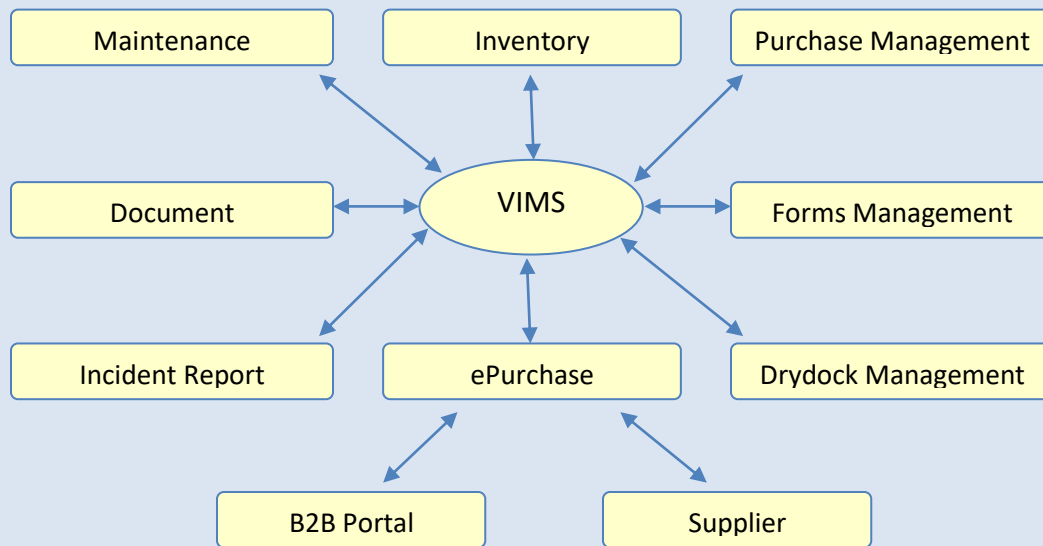 Maintenance
Inventory
Purchase Management
Document
VIMS
Forms Management
Incident Report
ePurchase
Drydock Management
B2B Portal
Supplier